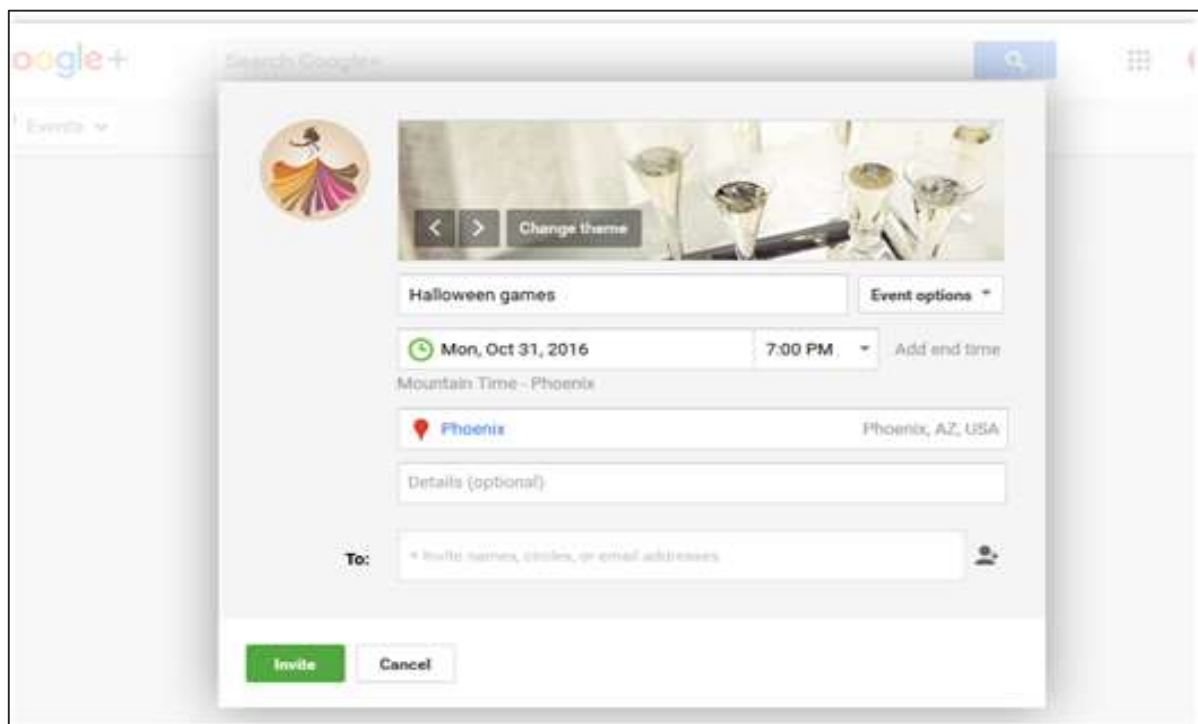 oogle+
Search Google+
Events
Change theme
Halloween games
Event options
Mon, Oct 31, 2016 7:00 PM Add end time
Mountain Time - Phoenix
Phoenix Phoenix, AZ, USA
Details (optional)
To: + Invite names, circles, or email addresses
Invite Cancel